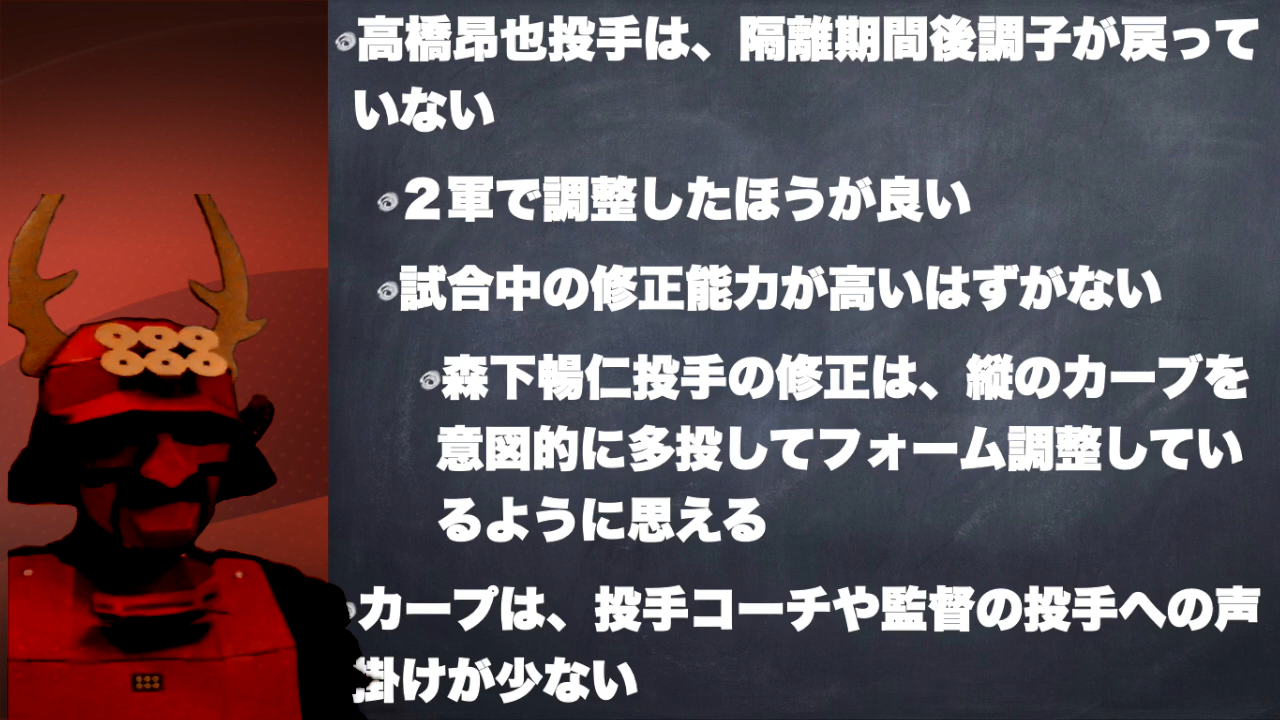 高橋昂也投手は、隔離期間後調子が戻って
いない
２軍で調整したほうが良い
試合中の修正能力が高いはずがない
森下暢仁投手の修正は、縦のカーブを
意図的に多投してフォーム調整してい
るように思える
カープは、投手コーチや監督の投手への声
掛けが少ない